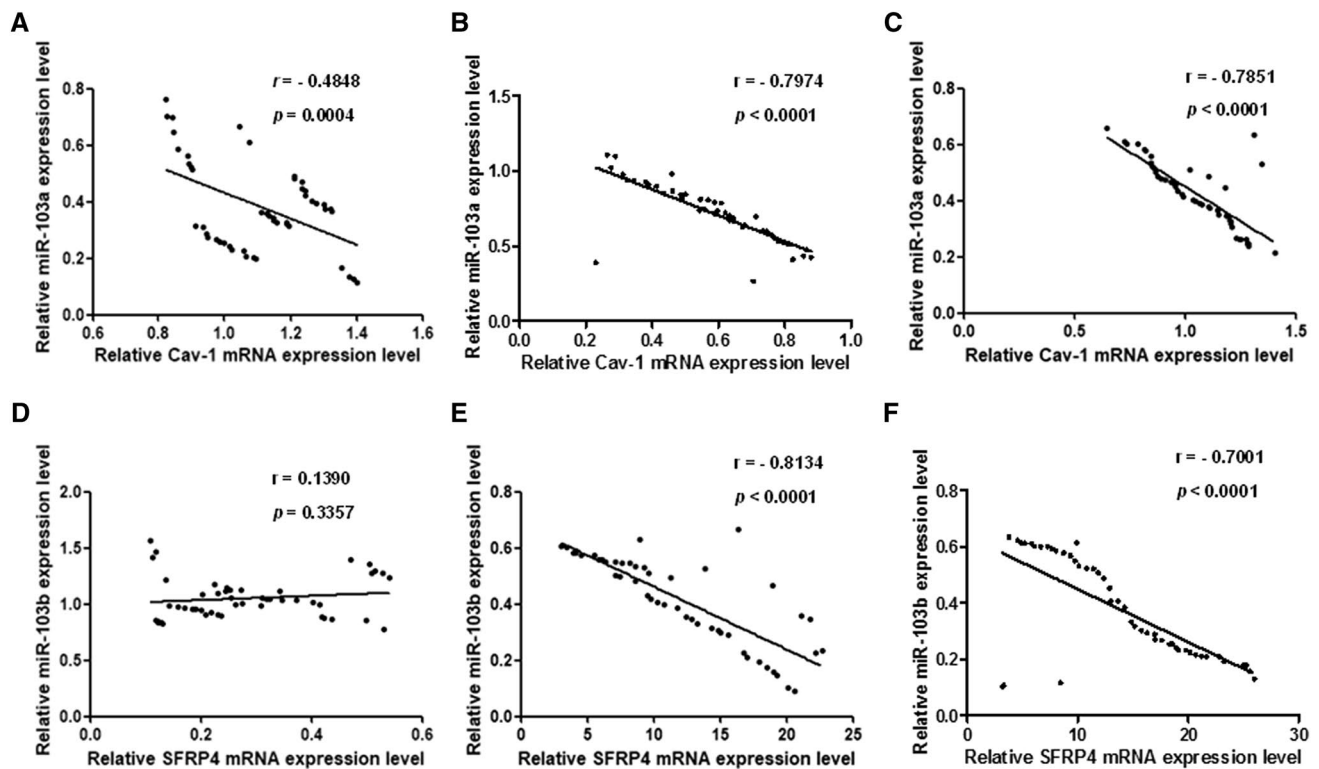 A
Relative miR-103a expression level
r = - 0.4848
p = 0.0004
0.8
0.6
0.4
0.2
0.0
0.6 0.8 1.0 1.2 1.4 1.6
Relative Cav-1 mRNA expression level
B
Relative miR-103a expression level
r = - 0.7974
p < 0.0001
1.5
1.0
0.5
0.0
0.0 0.2 0.4 0.6 0.8 1.0
Relative Cav-1 mRNA expression level
C
Relative miR-103a expression level
r = - 0.7851
p < 0.0001
0.8
0.6
0.4
0.2
0.0
0.0 0.5 1.0 1.5
Relative Cav-1 mRNA expression level
D
Relative miR-103b expression level
r = 0.1390
p = 0.3357
2.0
1.5
1.0
0.5
0.0
0.0 0.2 0.4 0.6
Relative SFRP4 mRNA expression level
E
Relative miR-103b expression level
r = - 0.8134
p < 0.0001
0.8
0.6
0.4
0.2
0.0
0 5 10 15 20 25
Relative SFRP4 mRNA expression level
F
Relative miR-103b expression level
r = - 0.7001
p < 0.0001
0.8
0.6
0.4
0.2
0.0
0 10 20 30
Relative SFRP4 mRNA expression level